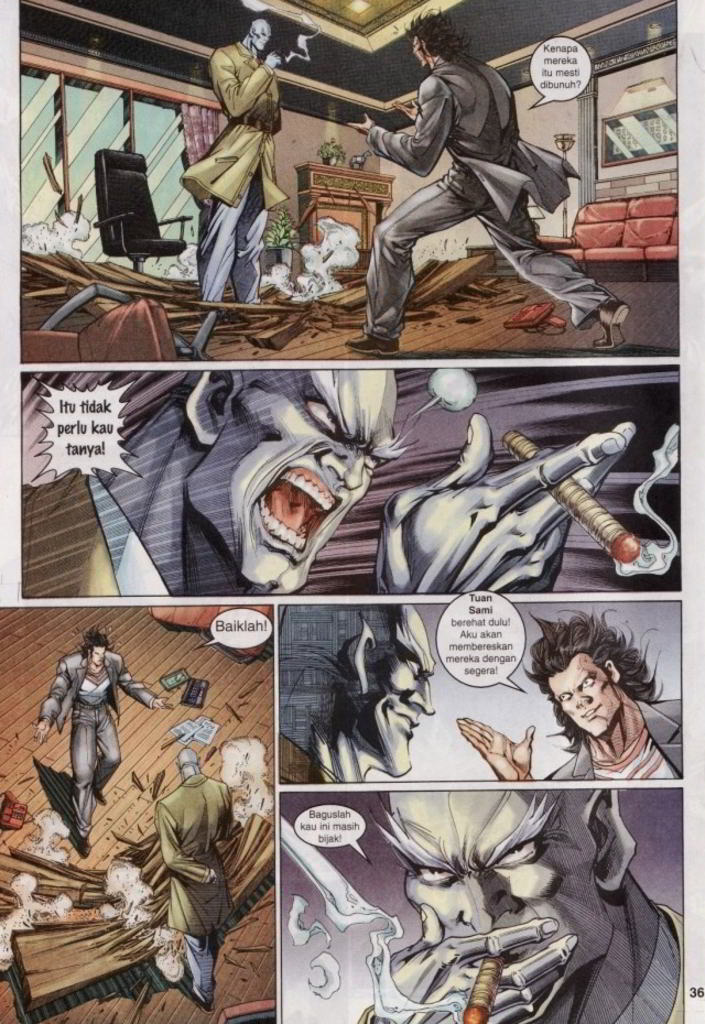 Kenapa
mereka
itu mesti
dibunuh?
Itu tidak
perlu kau
tanya!
Baiklah!
Tuan
Sami
berehat dulu!
Aku akan
membereskan
mereka dengan
segera!
Baguslah
kau ini masih
bijak!
36